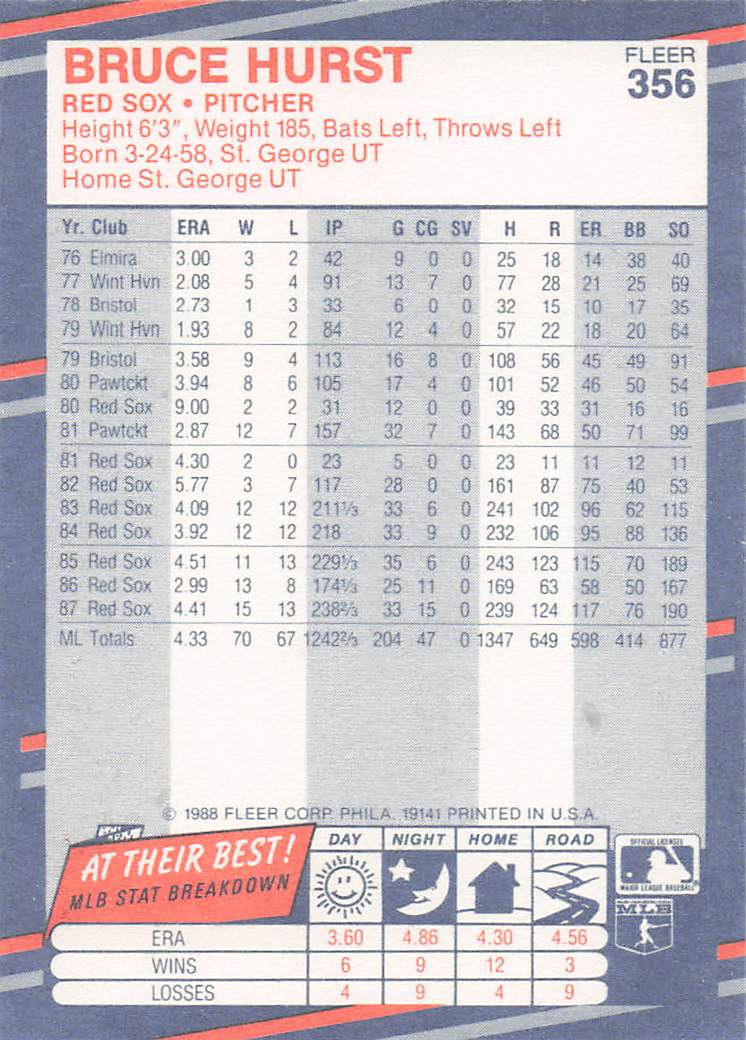 BRUCE HURST
FLEER
356
RED SOX • PITCHER
Height 6'3", Weight 185, Bats Left, Throws Left
Born 3-24-58, St. George UT
Home St. George UT
Yr. Club ERA W L IP G CG SV H R ER BB SO
76 Elmira 3.00 3 2 42 9 0 0 25 18 14 38 40
77 Wint Hvn 2.08 5 4 91 13 7 0 77 28 21 25 69
78 Bristol 2.73 1 3 33 6 0 0 32 15 10 17 35
79 Wint Hvn 1.93 8 2 84 12 4 0 57 22 18 20 64
79 Bristol 3.58 9 4 113 16 8 0 108 56 45 49 91
80 Pawtckt 3.94 8 6 105 17 4 0 101 52 46 50 54
80 Red Sox 9.00 2 2 31 12 0 0 39 33 31 16 16
81 Pawtckt 2.87 12 7 157 32 7 0 143 68 50 71 99
81 Red Sox 4.30 2 0 23 5 0 0 23 11 11 12 11
82 Red Sox 5.77 3 7 117 28 0 0 161 87 75 40 53
83 Red Sox 4.09 12 12 211⅓ 33 6 0 241 102 96 62 115
84 Red Sox 3.92 12 12 218 33 9 0 232 106 95 88 136
85 Red Sox 4.51 11 13 229⅓ 35 6 0 243 123 115 70 189
86 Red Sox 2.99 13 8 174⅓ 25 11 0 169 63 58 50 167
87 Red Sox 4.41 15 13 238⅔ 33 15 0 239 124 117 76 190
ML Totals 4.33 70 67 1242⅔ 204 47 0 1347 649 598 414 877
© 1988 FLEER CORP. PHILA. 19141 PRINTED IN U.S.A.
AT THEIR BEST!
MLB STAT BREAKDOWN
DAY NIGHT HOME ROAD
ERA 3.60 4.86 4.30 4.56
WINS 6 9 12 3
LOSSES 4 9 4 9
OFFICIAL LICENSEE
MAJOR LEAGUE BASEBALL
MLB